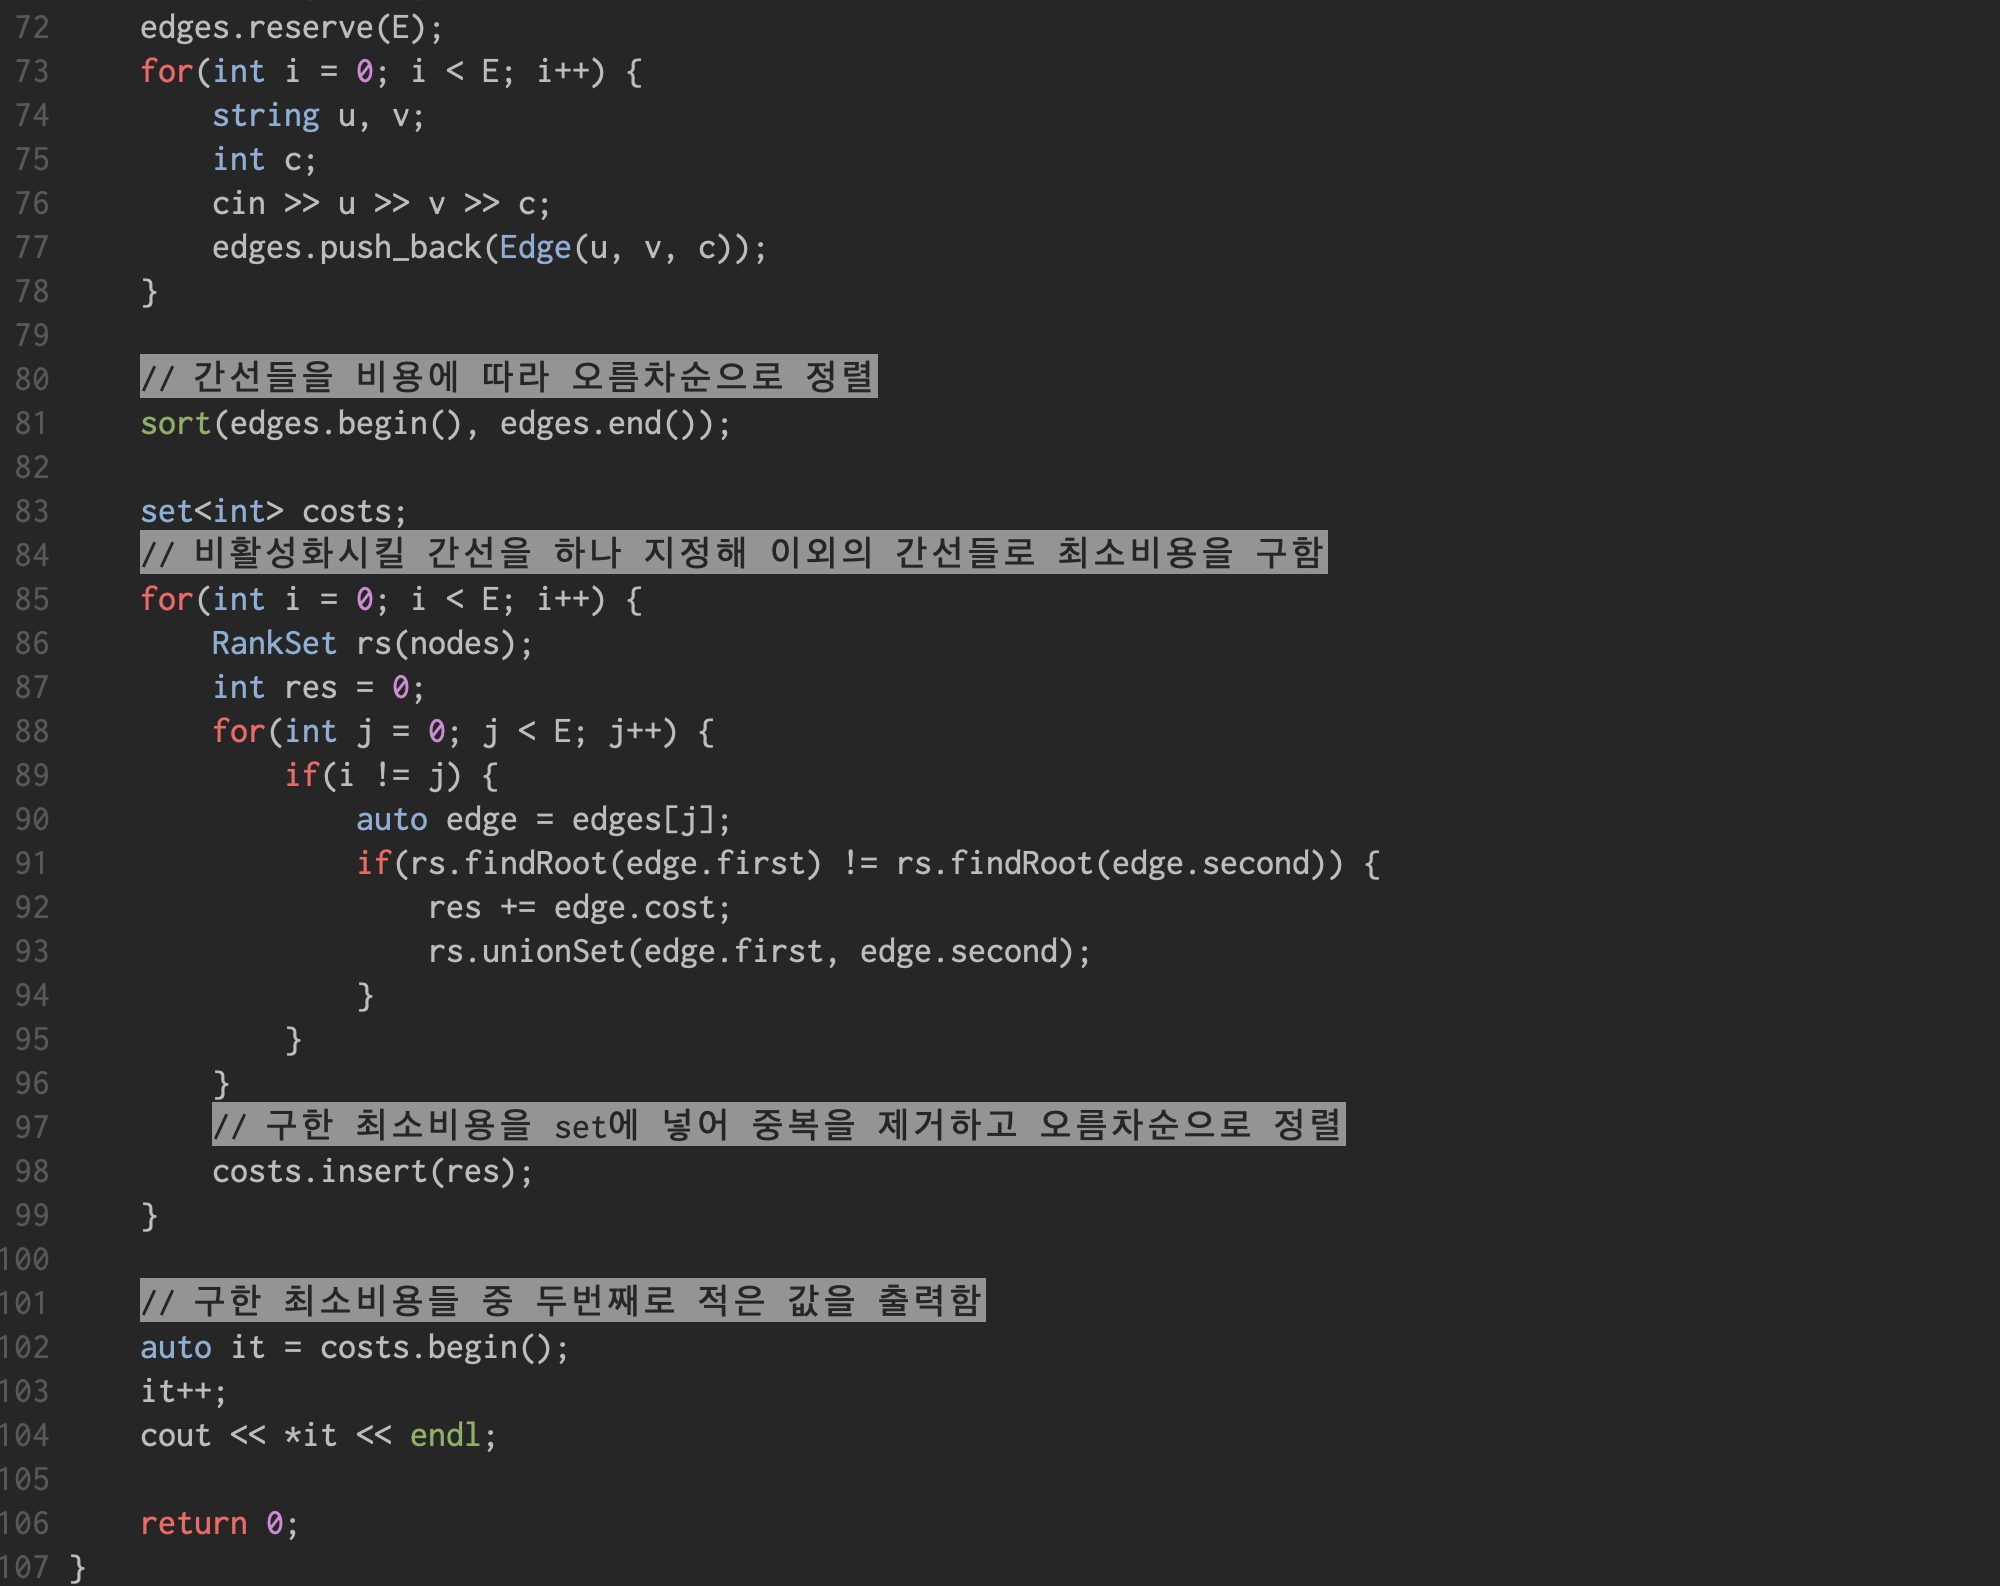 72 edges.reserve(E);
73 for(int i = 0; i < E; i++) {
74 string u, v;
75 int c;
76 cin >> u >> v >> c;
77 edges.push_back(Edge(u, v, c));
78 }
79
80 // 간선들을 비용에 따라 오름차순으로 정렬
81 sort(edges.begin(), edges.end());
82
83 set<int> costs;
84 // 비활성화시킬 간선을 하나 지정해 이외의 간선들로 최소비용을 구함
85 for(int i = 0; i < E; i++) {
86 RankSet rs(nodes);
87 int res = 0;
88 for(int j = 0; j < E; j++) {
89 if(i != j) {
90 auto edge = edges[j];
91 if(rs.findRoot(edge.first) != rs.findRoot(edge.second)) {
92 res += edge.cost;
93 rs.unionSet(edge.first, edge.second);
94 }
95 }
96 }
97 // 구한 최소비용을 set에 넣어 중복을 제거하고 오름차순으로 정렬
98 costs.insert(res);
99 }
100
101 // 구한 최소비용들 중 두번째로 적은 값을 출력함
102 auto it = costs.begin();
103 it++;
104 cout << *it << endl;
105
106 return 0;
107 }